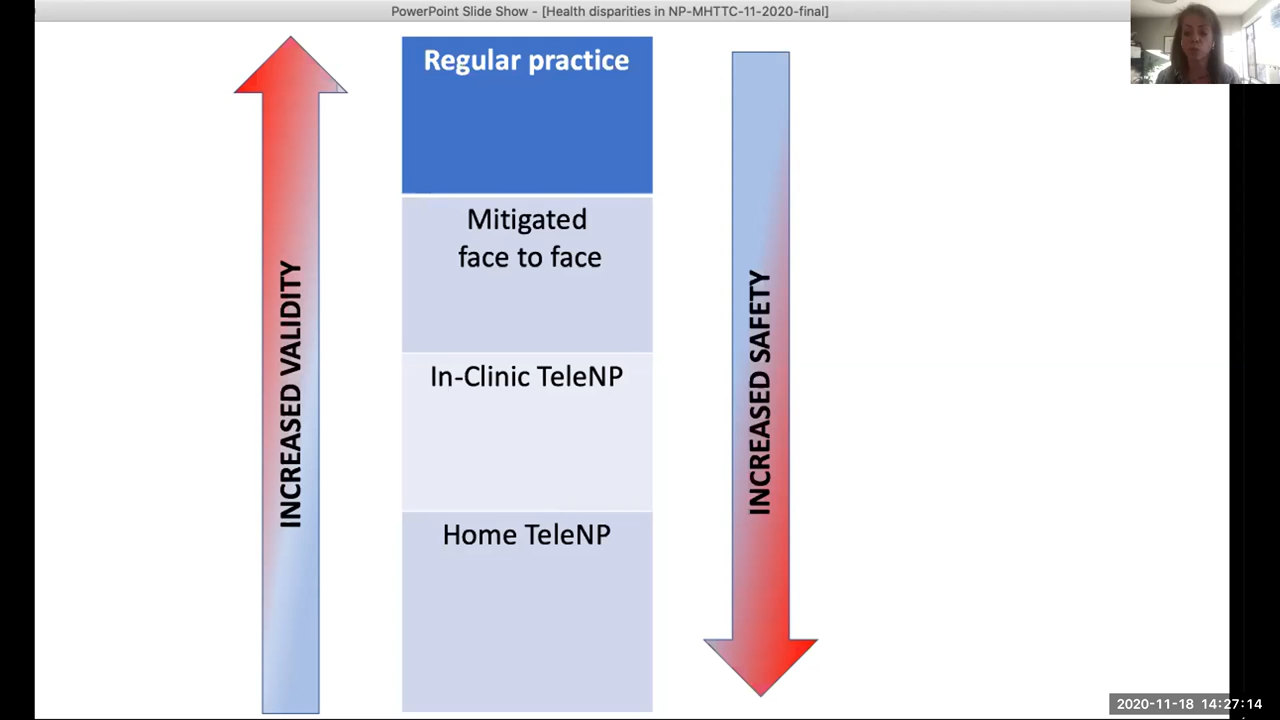 PowerPoint Slide Show - [Health disparities in NP-MHTTC-11-2020-final]
Regular practice
Mitigated
face to face
In-Clinic TeleNP
Home TeleNP
INCREASED VALIDITY
INCREASED SAFETY
2020-11-18 14:27:14